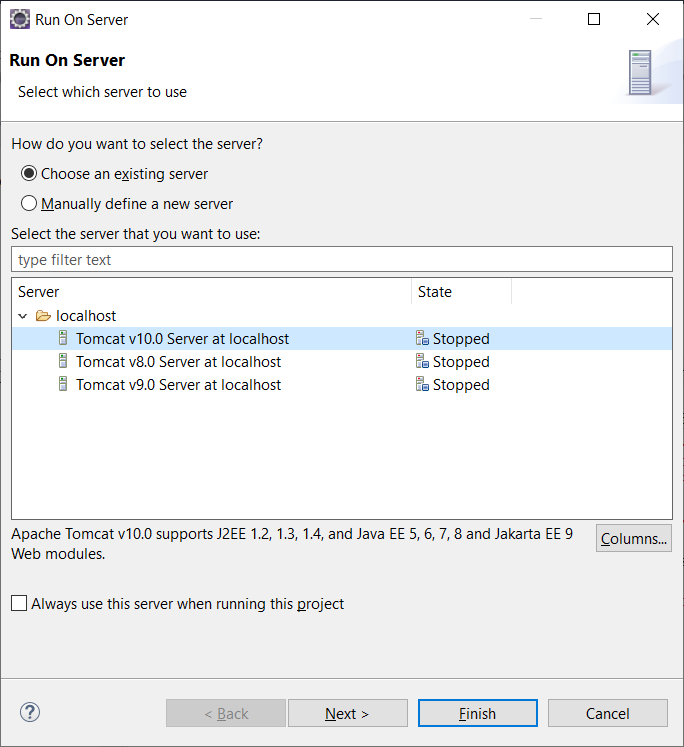 Run On Server
Run On Server
Select which server to use
How do you want to select the server?
Choose an existing server
Manually define a new server
Select the server that you want to use:
type filter text
Server State
localhost
Tomcat v10.0 Server at localhost Stopped
Tomcat v8.0 Server at localhost Stopped
Tomcat v9.0 Server at localhost Stopped
Apache Tomcat v10.0 supports J2EE 1.2, 1.3, 1.4, and Java EE 5, 6, 7, 8 and Jakarta EE 9
Web modules.
Columns...
Always use this server when running this project
? < Back Next > Finish Cancel